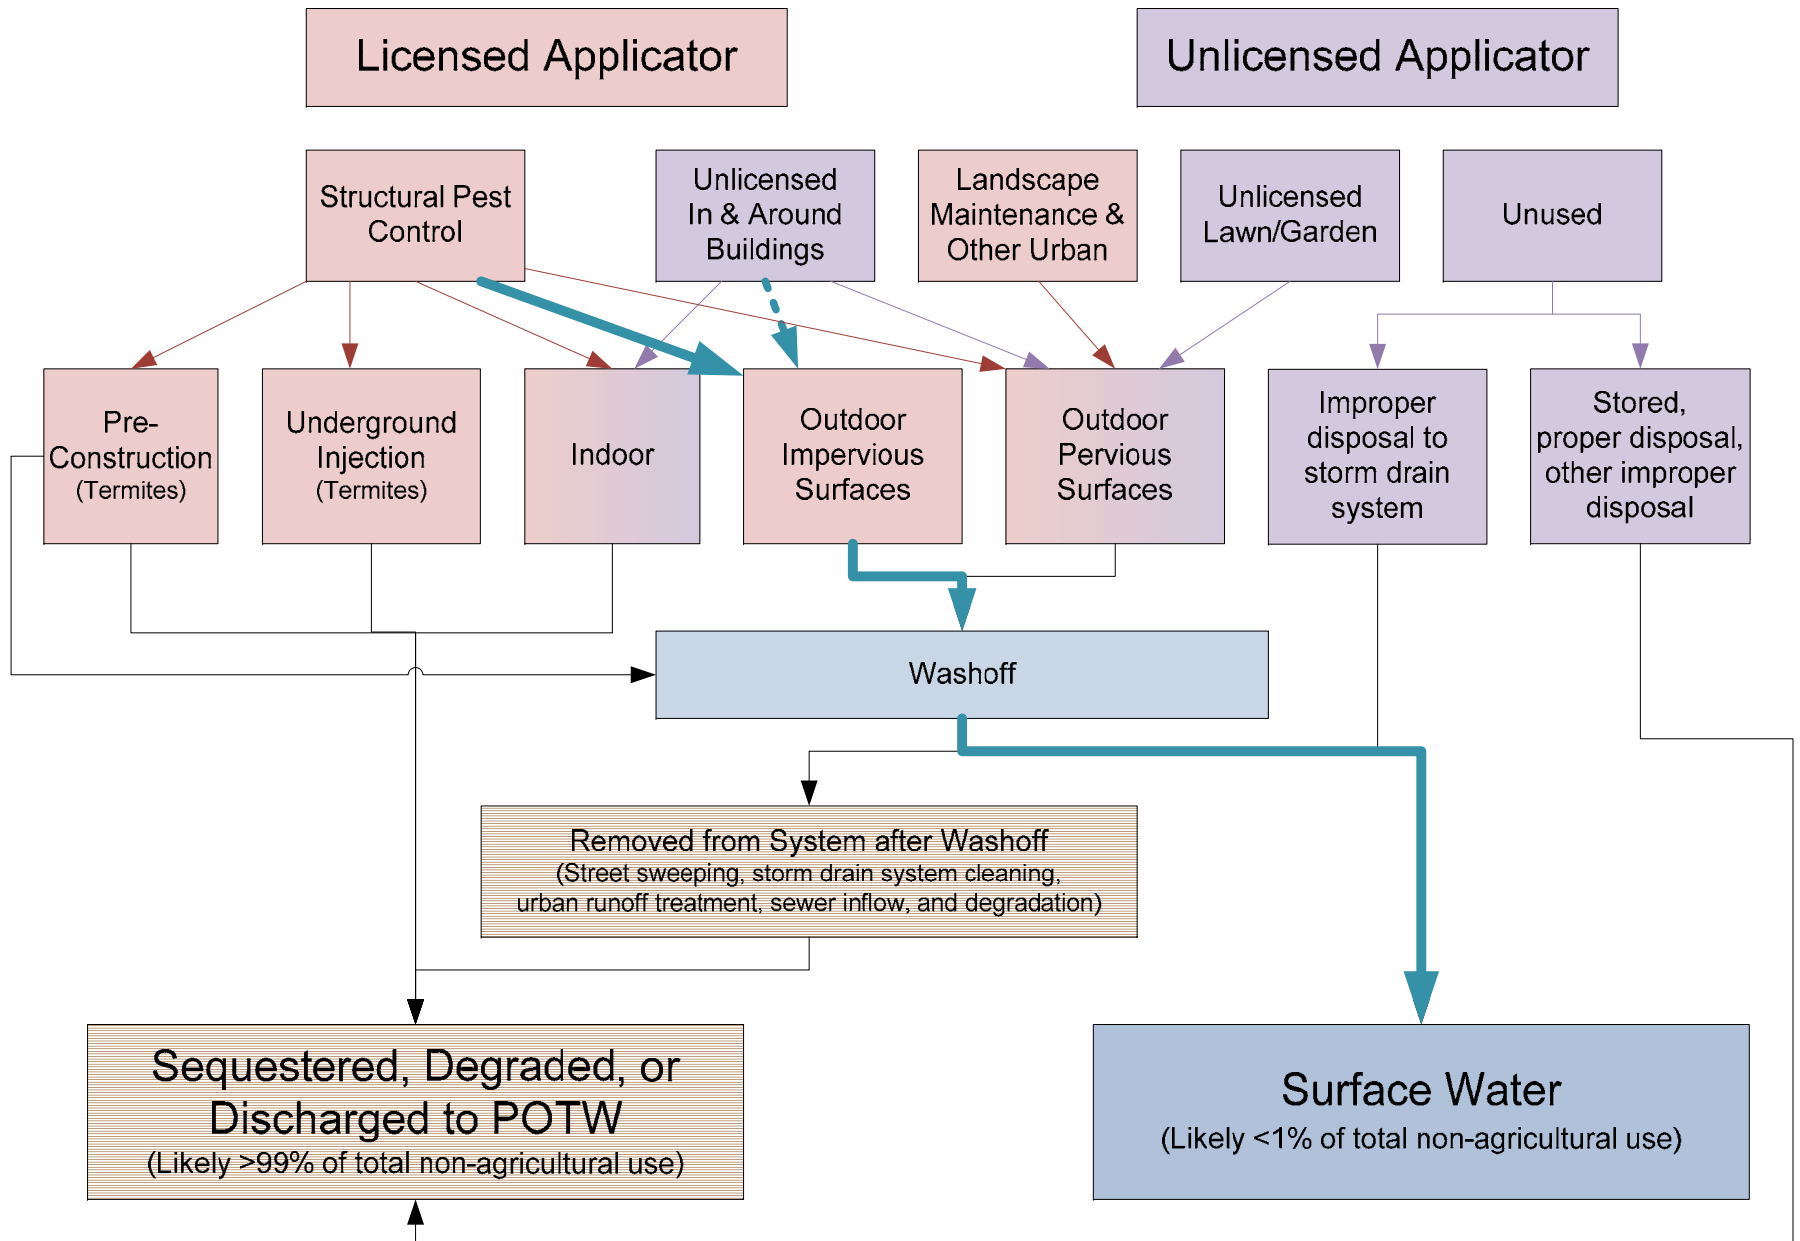 Licensed Applicator
Unlicensed Applicator
Structural Pest
Control
Unlicensed
In & Around
Buildings
Landscape
Maintenance &
Other Urban
Unlicensed
Lawn/Garden
Unused
Pre-
Construction
(Termites)
Underground
Injection
(Termites)
Indoor
Outdoor
Impervious
Surfaces
Outdoor
Pervious
Surfaces
Improper
disposal to
storm drain
system
Stored,
proper disposal,
other improper
disposal
Washoff
Removed from System after Washoff
(Street sweeping, storm drain system cleaning,
urban runoff treatment, sewer inflow, and degradation)
Sequestered, Degraded, or
Discharged to POTW
(Likely >99% of total non-agricultural use)
Surface Water
(Likely <1% of total non-agricultural use)